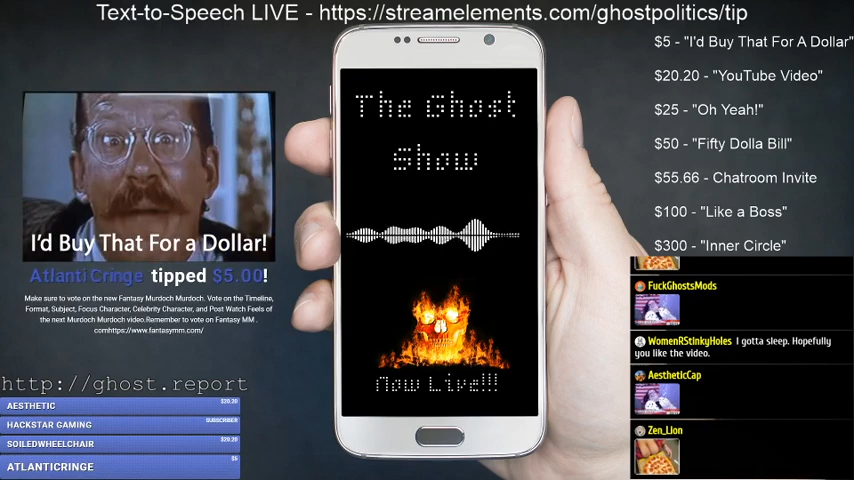 Text-to-Speech LIVE - https://streamelements.com/ghostpolitics/tip
$5 - "I'd Buy That For A Dollar"
$20.20 - "YouTube Video"
$25 - "Oh Yeah!"
$50 - "Fifty Dolla Bill"
$55.66 - Chatroom Invite
$100 - "Like a Boss"
$300 - "Inner Circle"
The Ghost
Show
Now Live!!!
I'd Buy That For a Dollar!
Atlanti Cringe tipped $5.00!
Make sure to vote on the new Fantasy Murdoch Murdoch. Vote on the Timeline,
Format, Subject, Focus Character, Celebrity Character, and Post Watch Feels of
the next Murdoch Murdoch video.Remember to vote on Fantasy MM .
comhttps://www.fantasymm.com/
http://ghost.report
AESTHETIC $20.20
HACKSTAR GAMING SUBSCRIBER
SOILEDWHEELCHAIR $20.20
ATLANTICRINGE $5
FuckGhostsMods
WomenRStinkyHoles I gotta sleep. Hopefully
you like the video.
AestheticCap
Zen_Lion